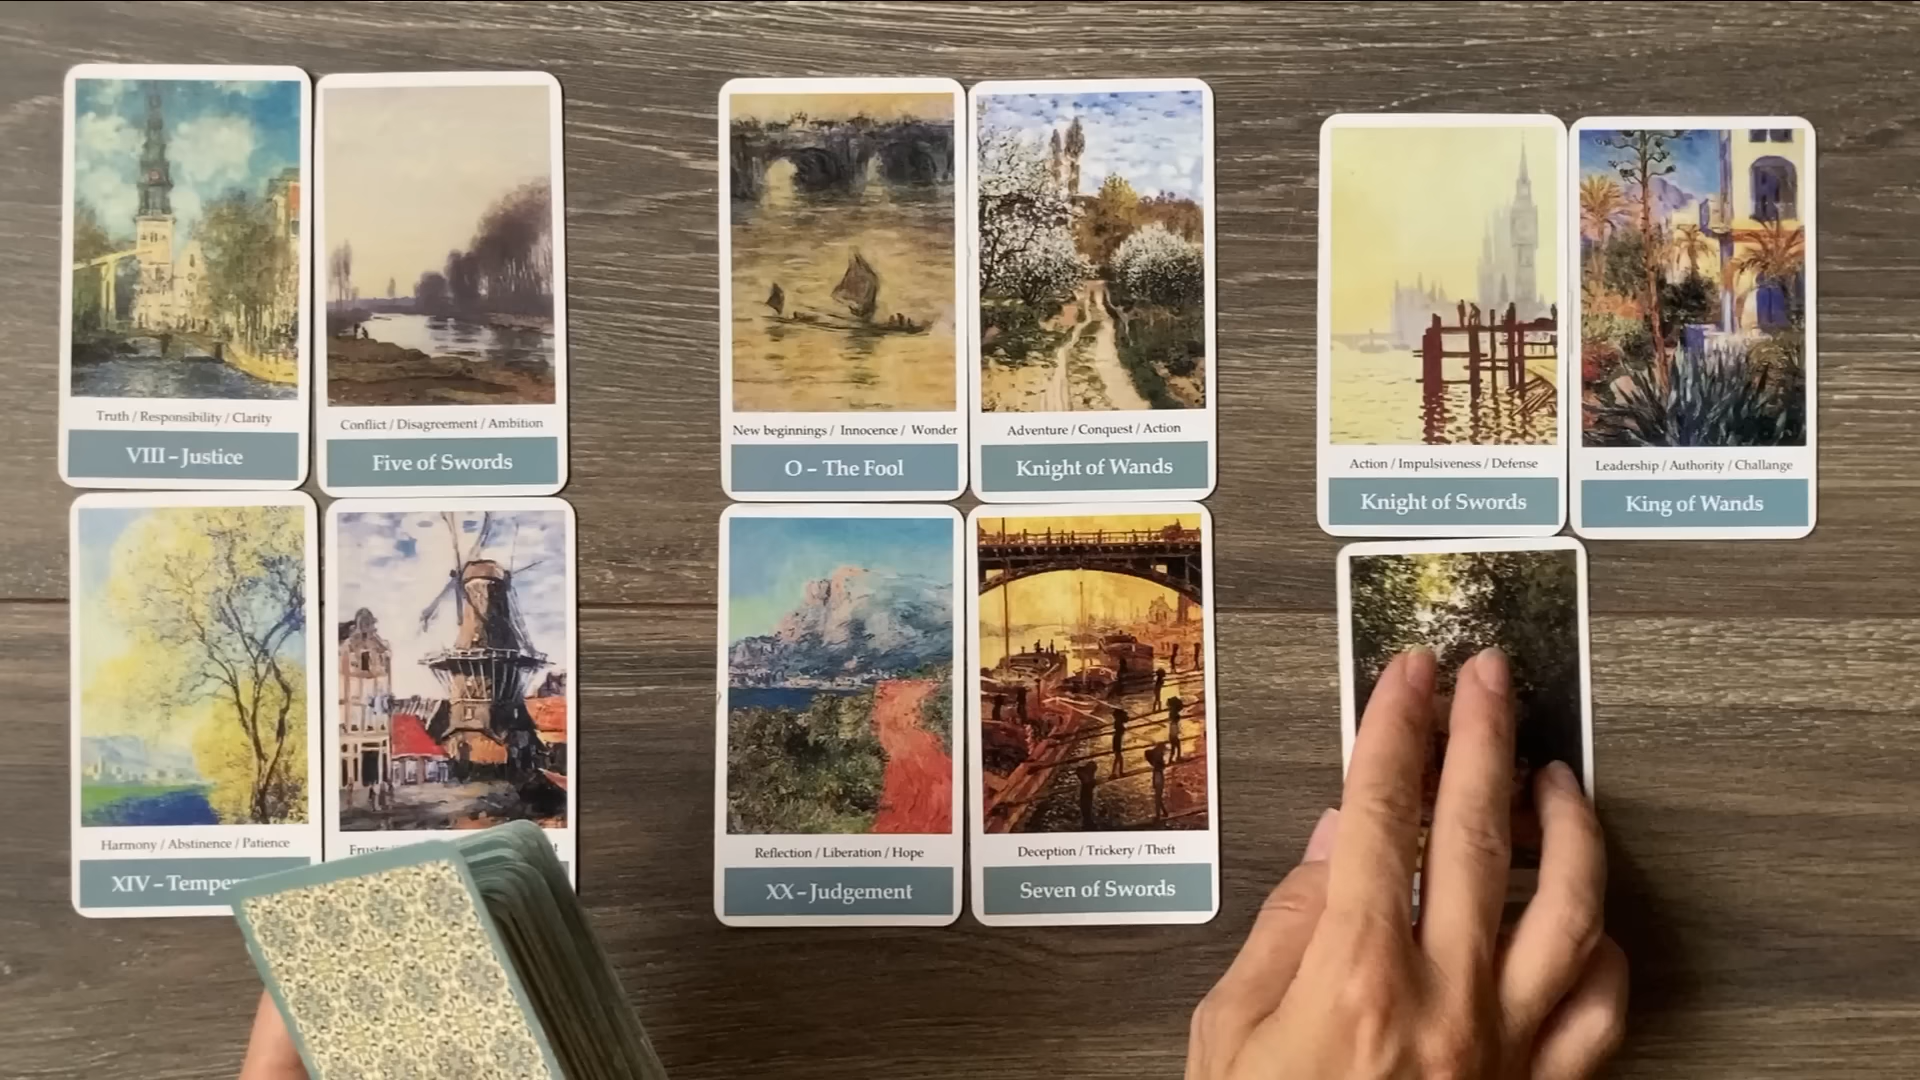 Truth / Responsibility / Clarity
VIII – Justice
Conflict / Disagreement / Ambition
Five of Swords
Harmony / Abstinence / Patience
XIV – Temper
New beginnings / Innocence / Wonder
O – The Fool
Adventure / Conquest / Action
Knight of Wands
Reflection / Liberation / Hope
XX – Judgement
Deception / Trickery / Theft
Seven of Swords
Action / Impulsiveness / Defense
Knight of Swords
Leadership / Authority / Challange
King of Wands